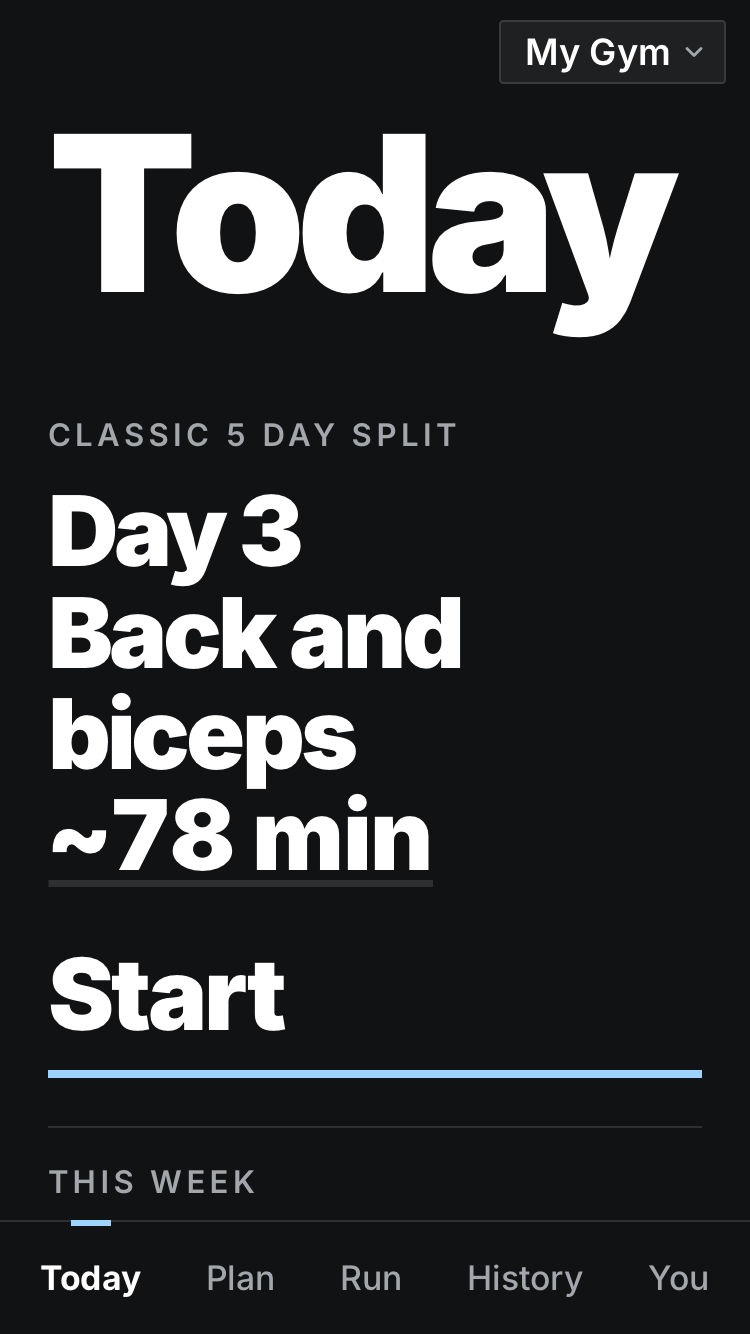 My Gym
Today
CLASSIC 5 DAY SPLIT
Day 3
Back and
biceps
~78 min
Start
THIS WEEK
Today Plan Run History You